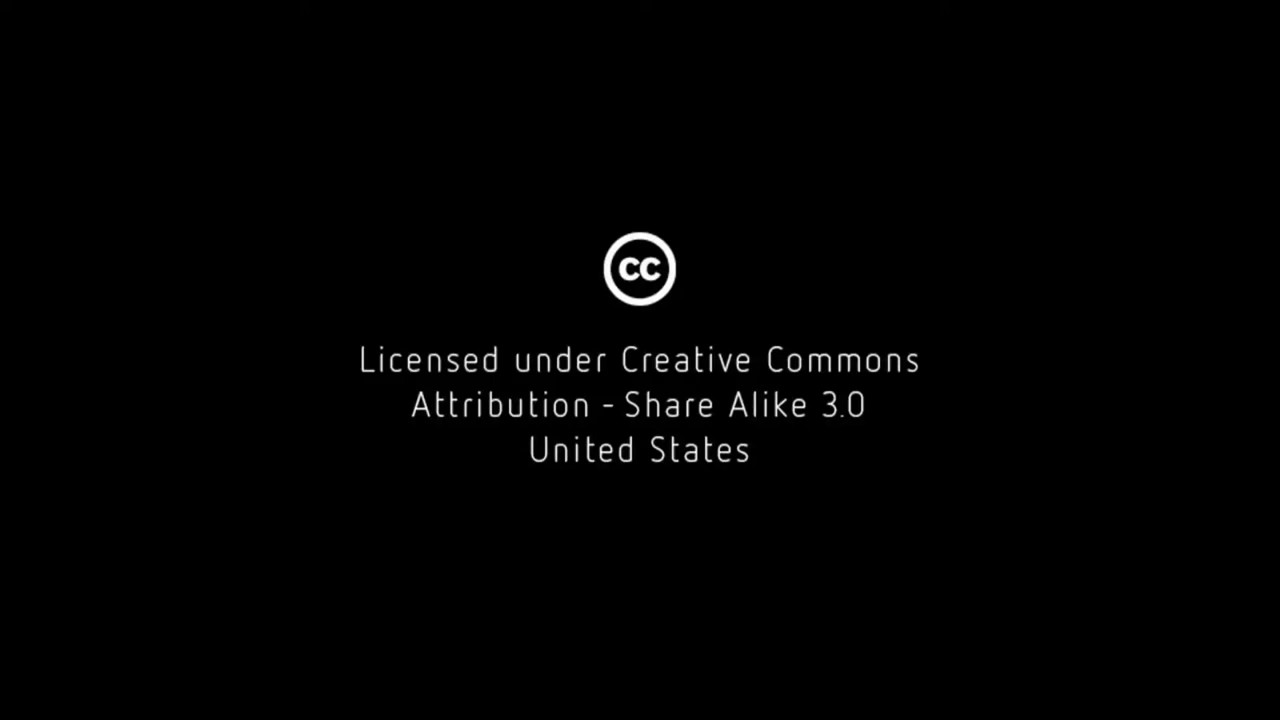 cc
Licensed under Creative Commons
Attribution - Share Alike 3.0
United States